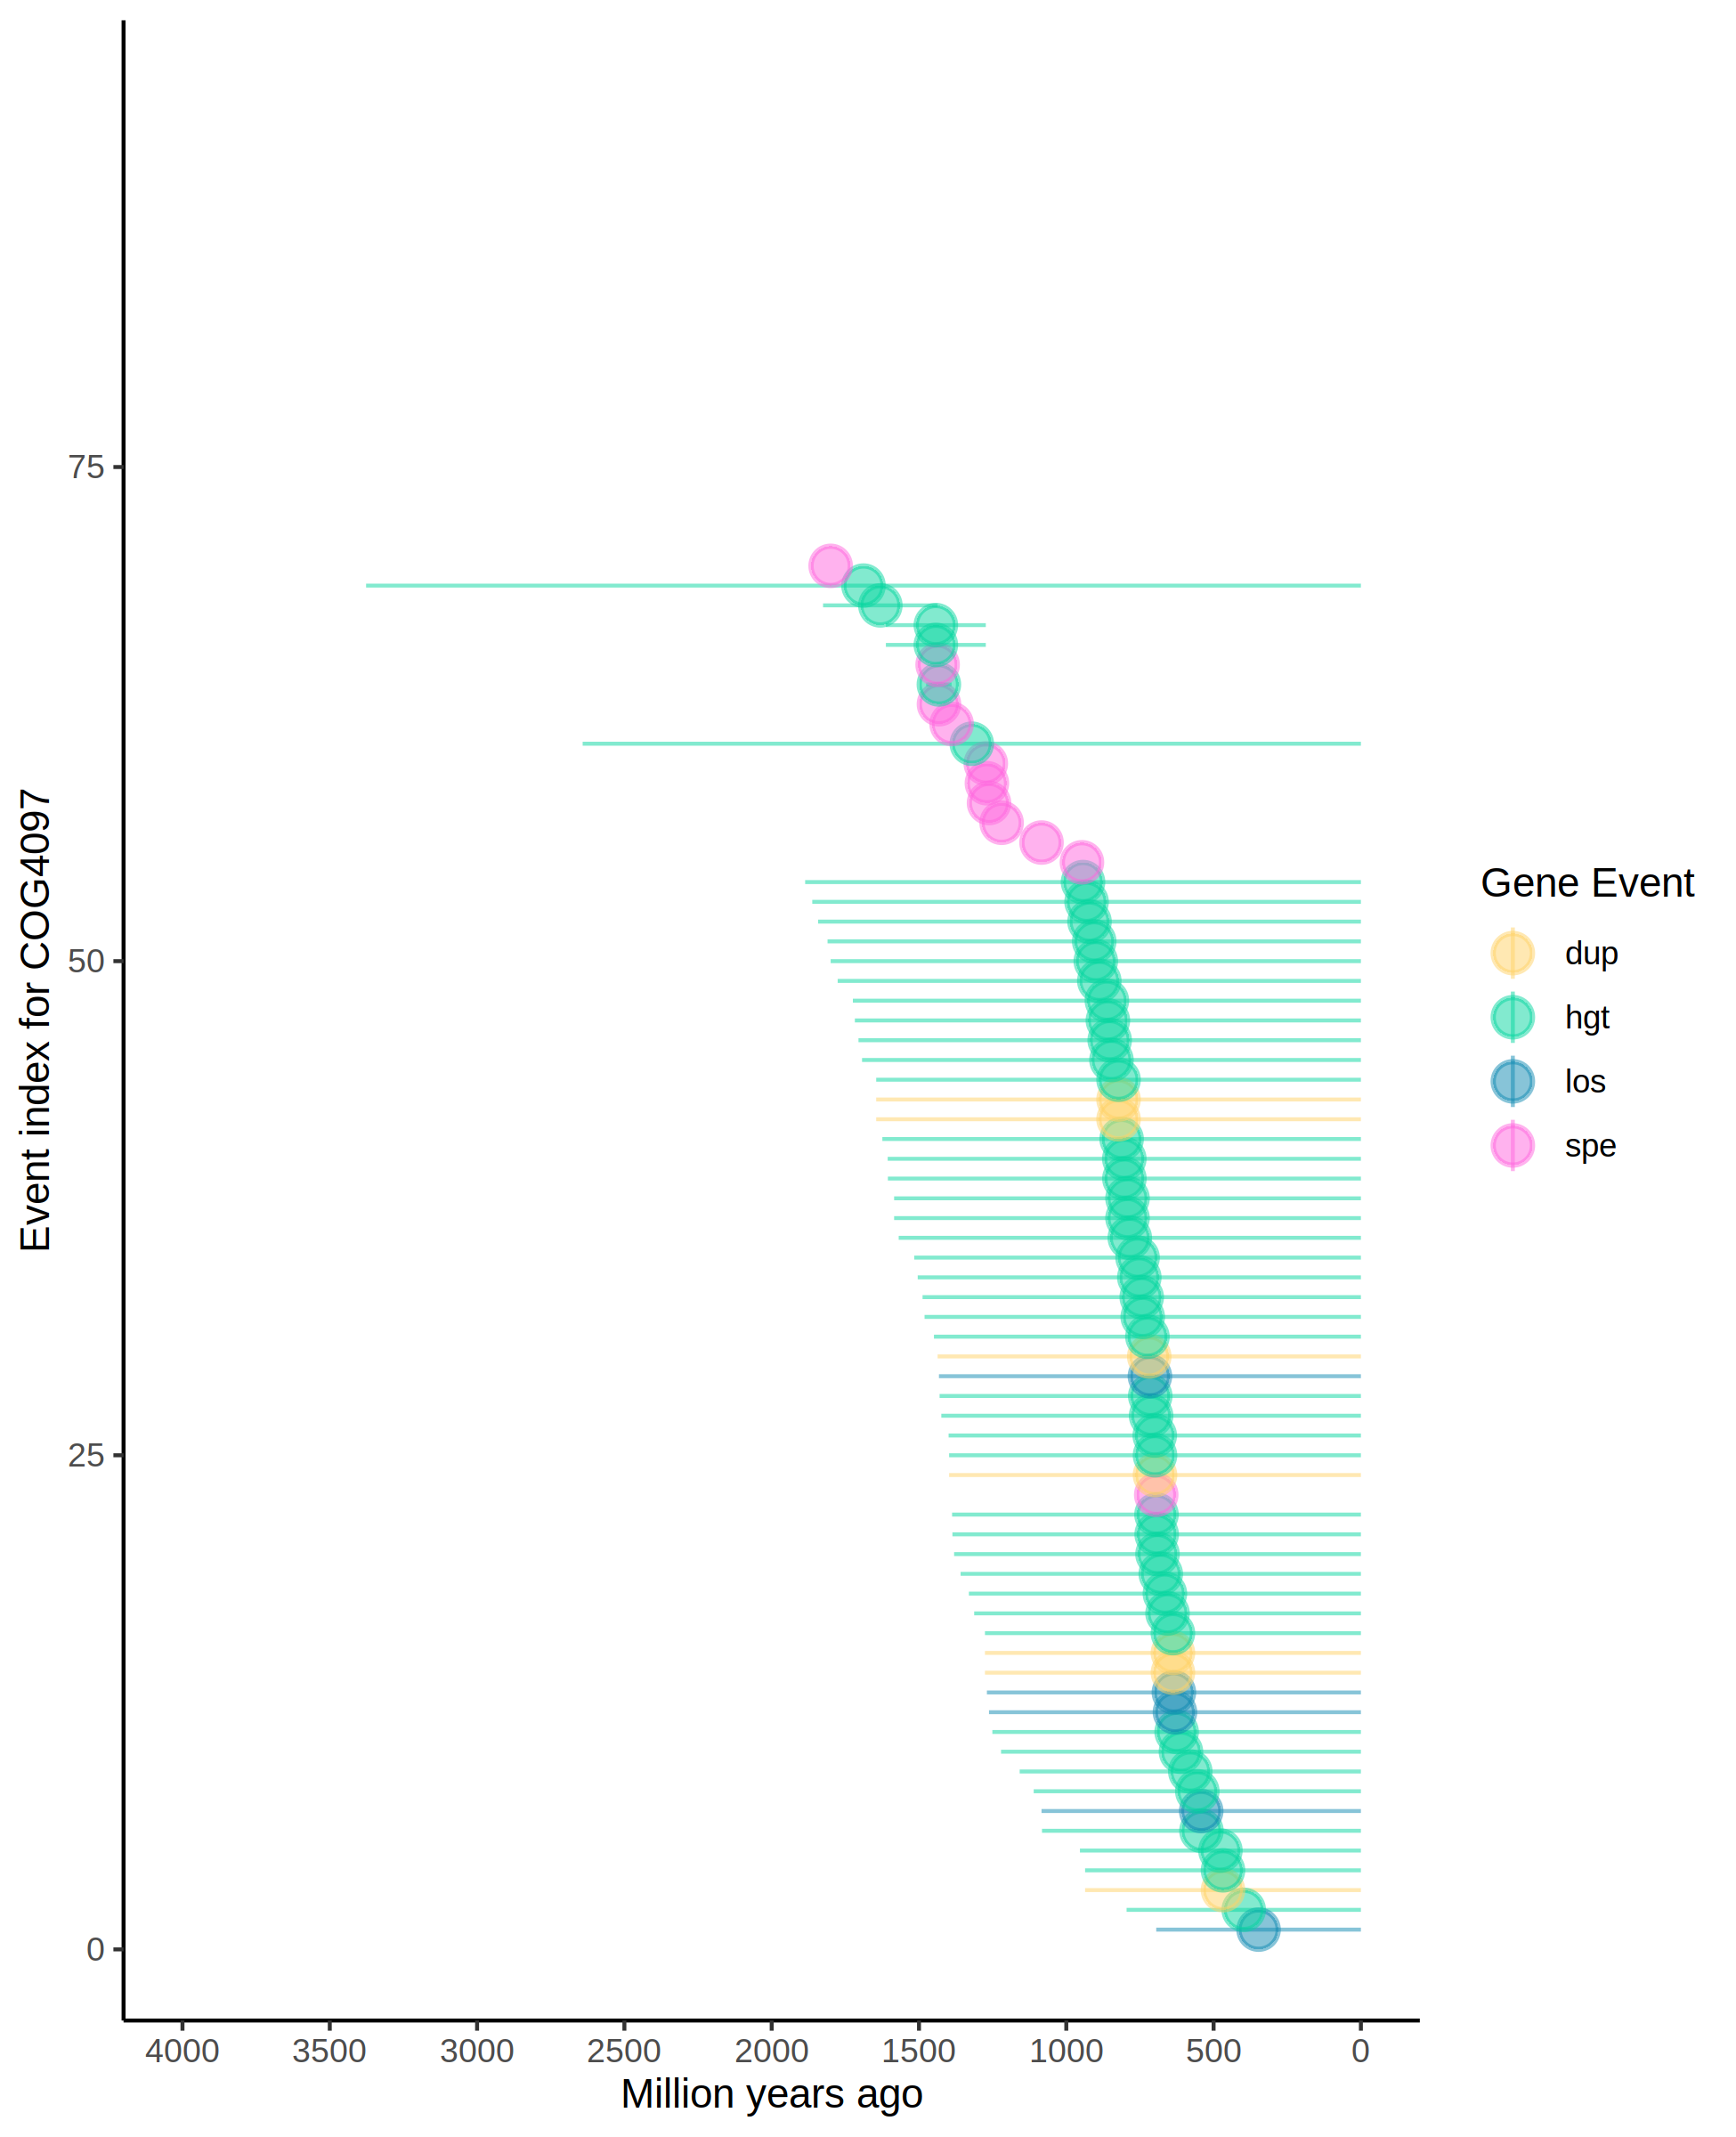 Event index for COG4097
75
50
25
0
4000 3500 3000 2500 2000 1500 1000 500 0
Million years ago
Gene Event
dup
hgt
los
spe